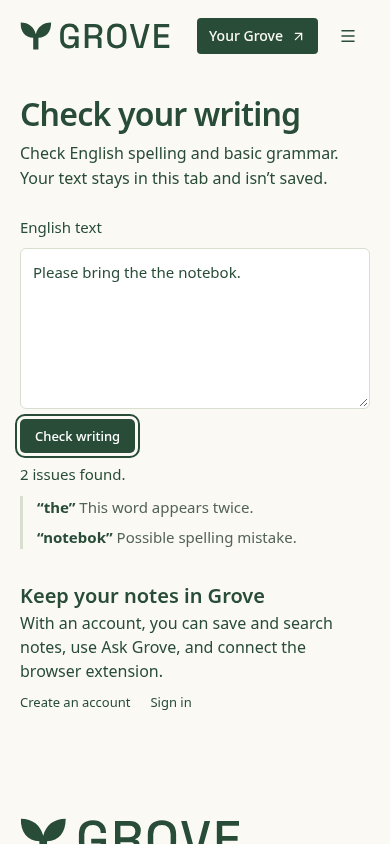 GROVE
Your Grove
Check your writing
Check English spelling and basic grammar.
Your text stays in this tab and isn’t saved.
English text
Please bring the the notebok.
Check writing
2 issues found.
“the” This word appears twice.
“notebok” Possible spelling mistake.
Keep your notes in Grove
With an account, you can save and search
notes, use Ask Grove, and connect the
browser extension.
Create an account Sign in
GROVE